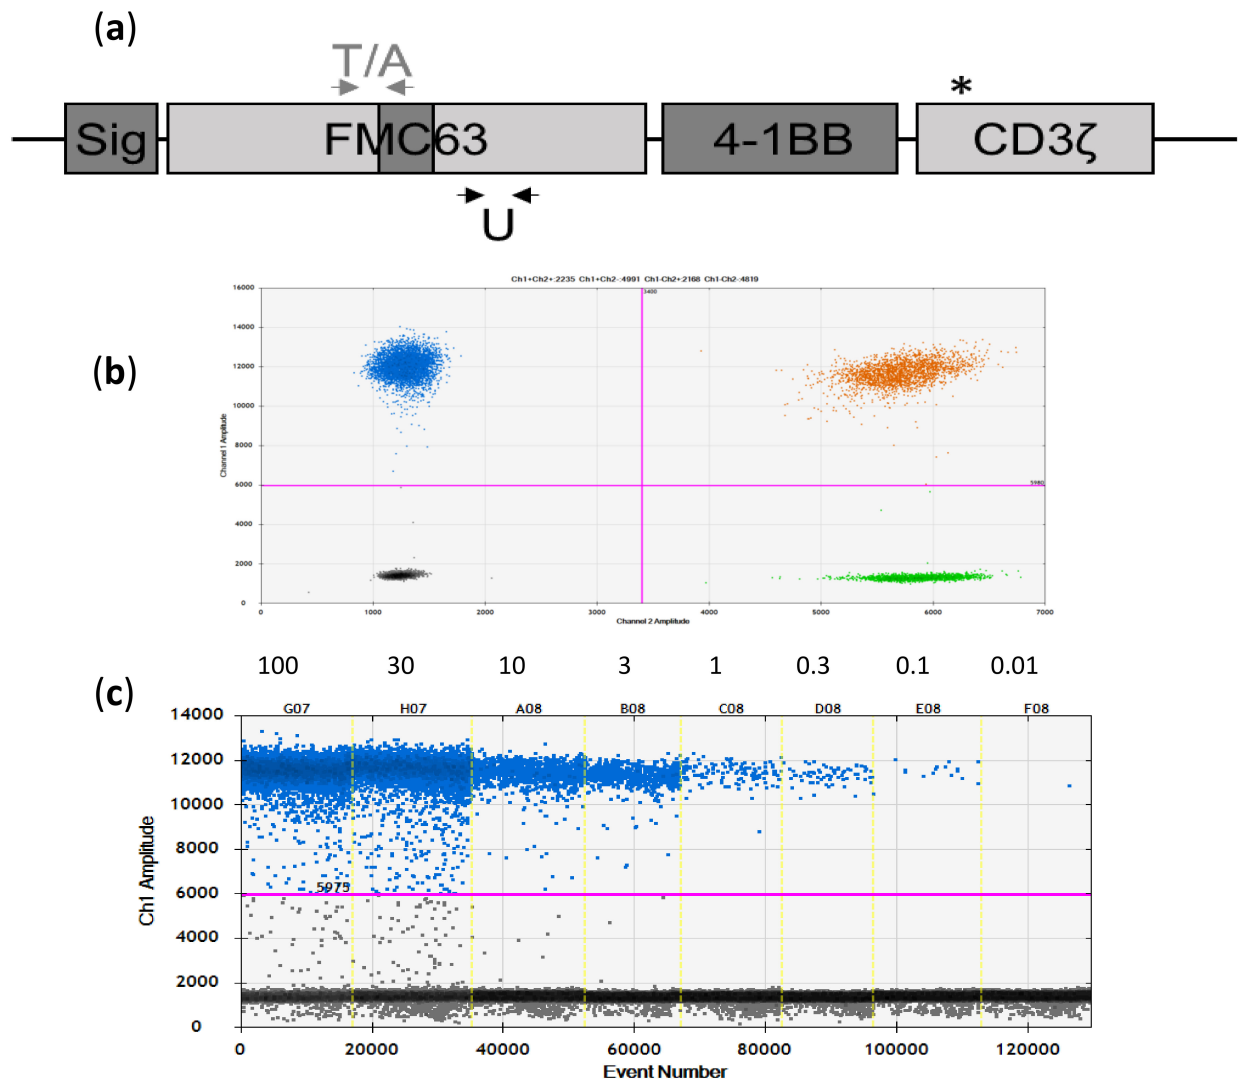 (a)
T/A
*
Sig FMC63 4-1BB CD3ζ
U
(b)
Ch1+Ch2+:2235 Ch1+Ch2-:4991 Ch1-Ch2+:2168 Ch1-Ch2-:4819
16000
3400
14000
12000
10000
8000
6000
5980
4000
2000
0
Channel 1 Amplitude
0 1000 2000 3000 4000 5000 6000 7000
Channel 2 Amplitude
100 30 10 3 1 0.3 0.1 0.01
(c)
G07 H07 A08 B08 C08 D08 E08 F08
14000
12000
10000
8000
5975
6000
4000
2000
0
Ch1 Amplitude
0 20000 40000 60000 80000 100000 120000
Event Number